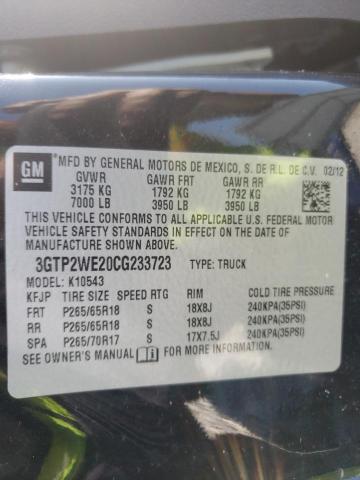 GM
MFD BY GENERAL MOTORS DE MEXICO, S. DE R.L. DE C.V. 02/12
GVWR GAWR FRT GAWR RR
3175 KG 1792 KG 1792 KG
7000 LB 3950 LB 3950 LB
THIS VEHICLE CONFORMS TO ALL APPLICABLE U.S. FEDERAL MOTOR
VEHICLE SAFETY STANDARDS IN EFFECT ON THE DATE OF
MANUFACTURE SHOWN ABOVE.
3GTP2WE20CG233723 TYPE: TRUCK
MODEL: K10543
KFJP TIRE SIZE SPEED RTG RIM COLD TIRE PRESSURE
FRT P265/65R18 S 18X8J 240KPA(35PSI)
RR P265/65R18 S 18X8J 240KPA(35PSI)
SPA P265/70R17 S 17X7.5J 240KPA(35PSI)
SEE OWNER'S MANUAL FOR MORE INFORMATION.